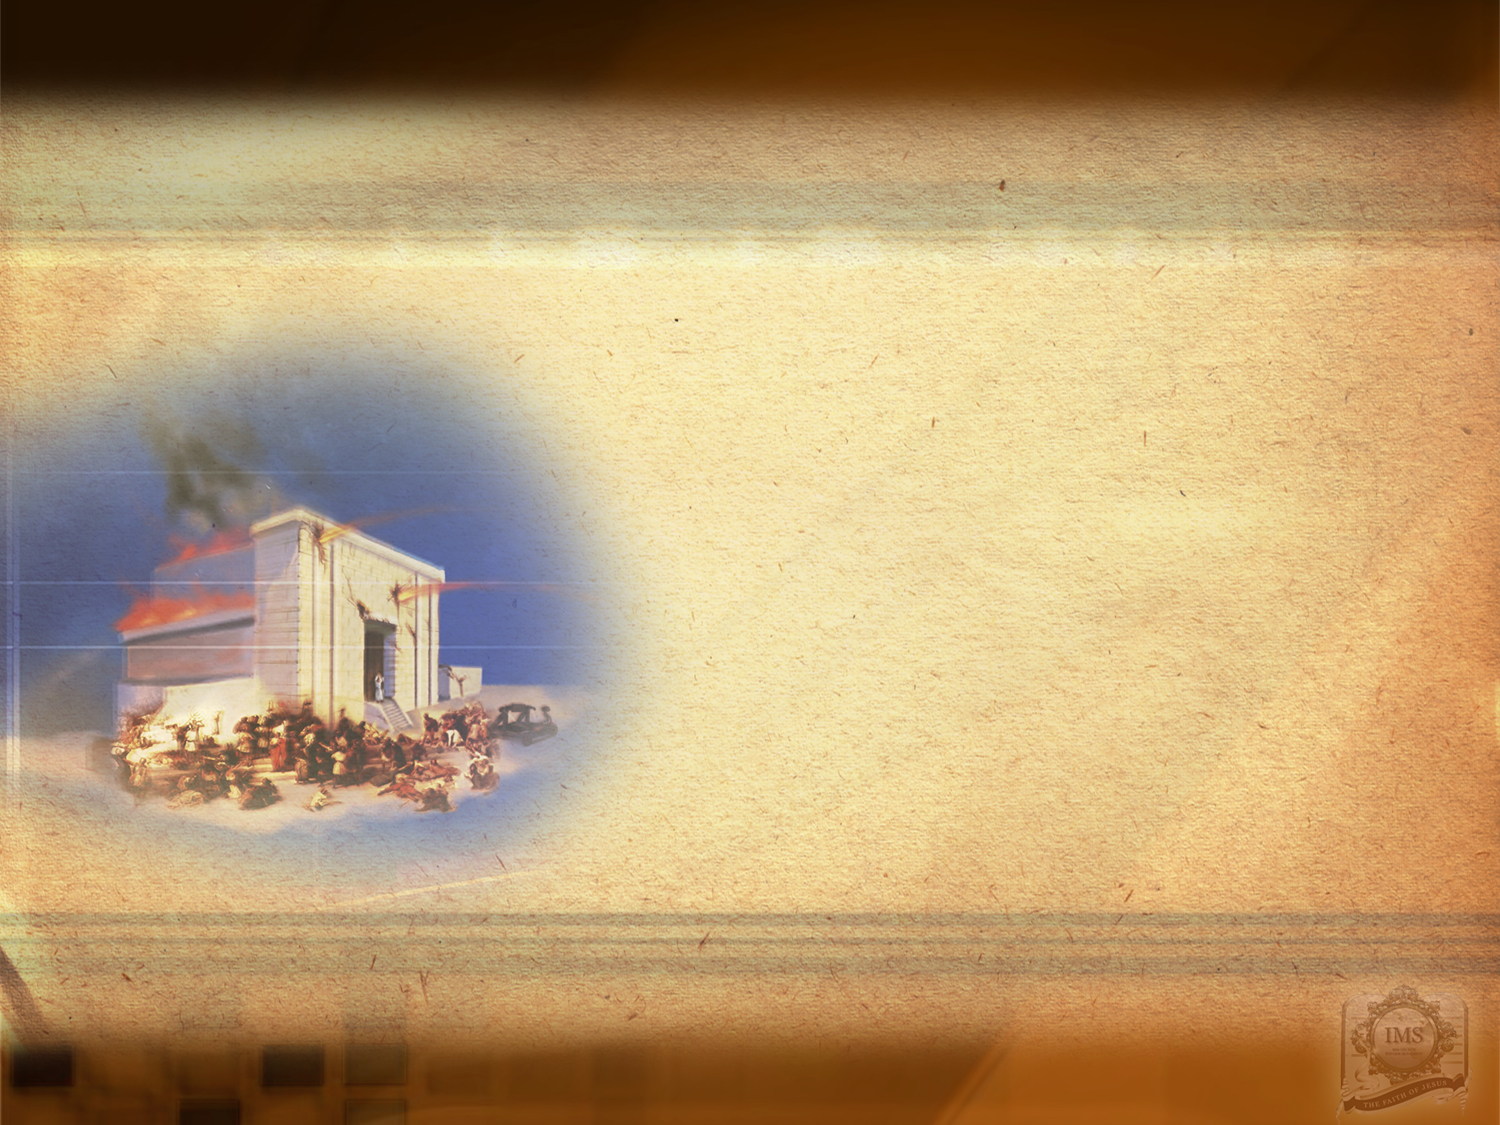 IMS
THE FAITH OF JESUS